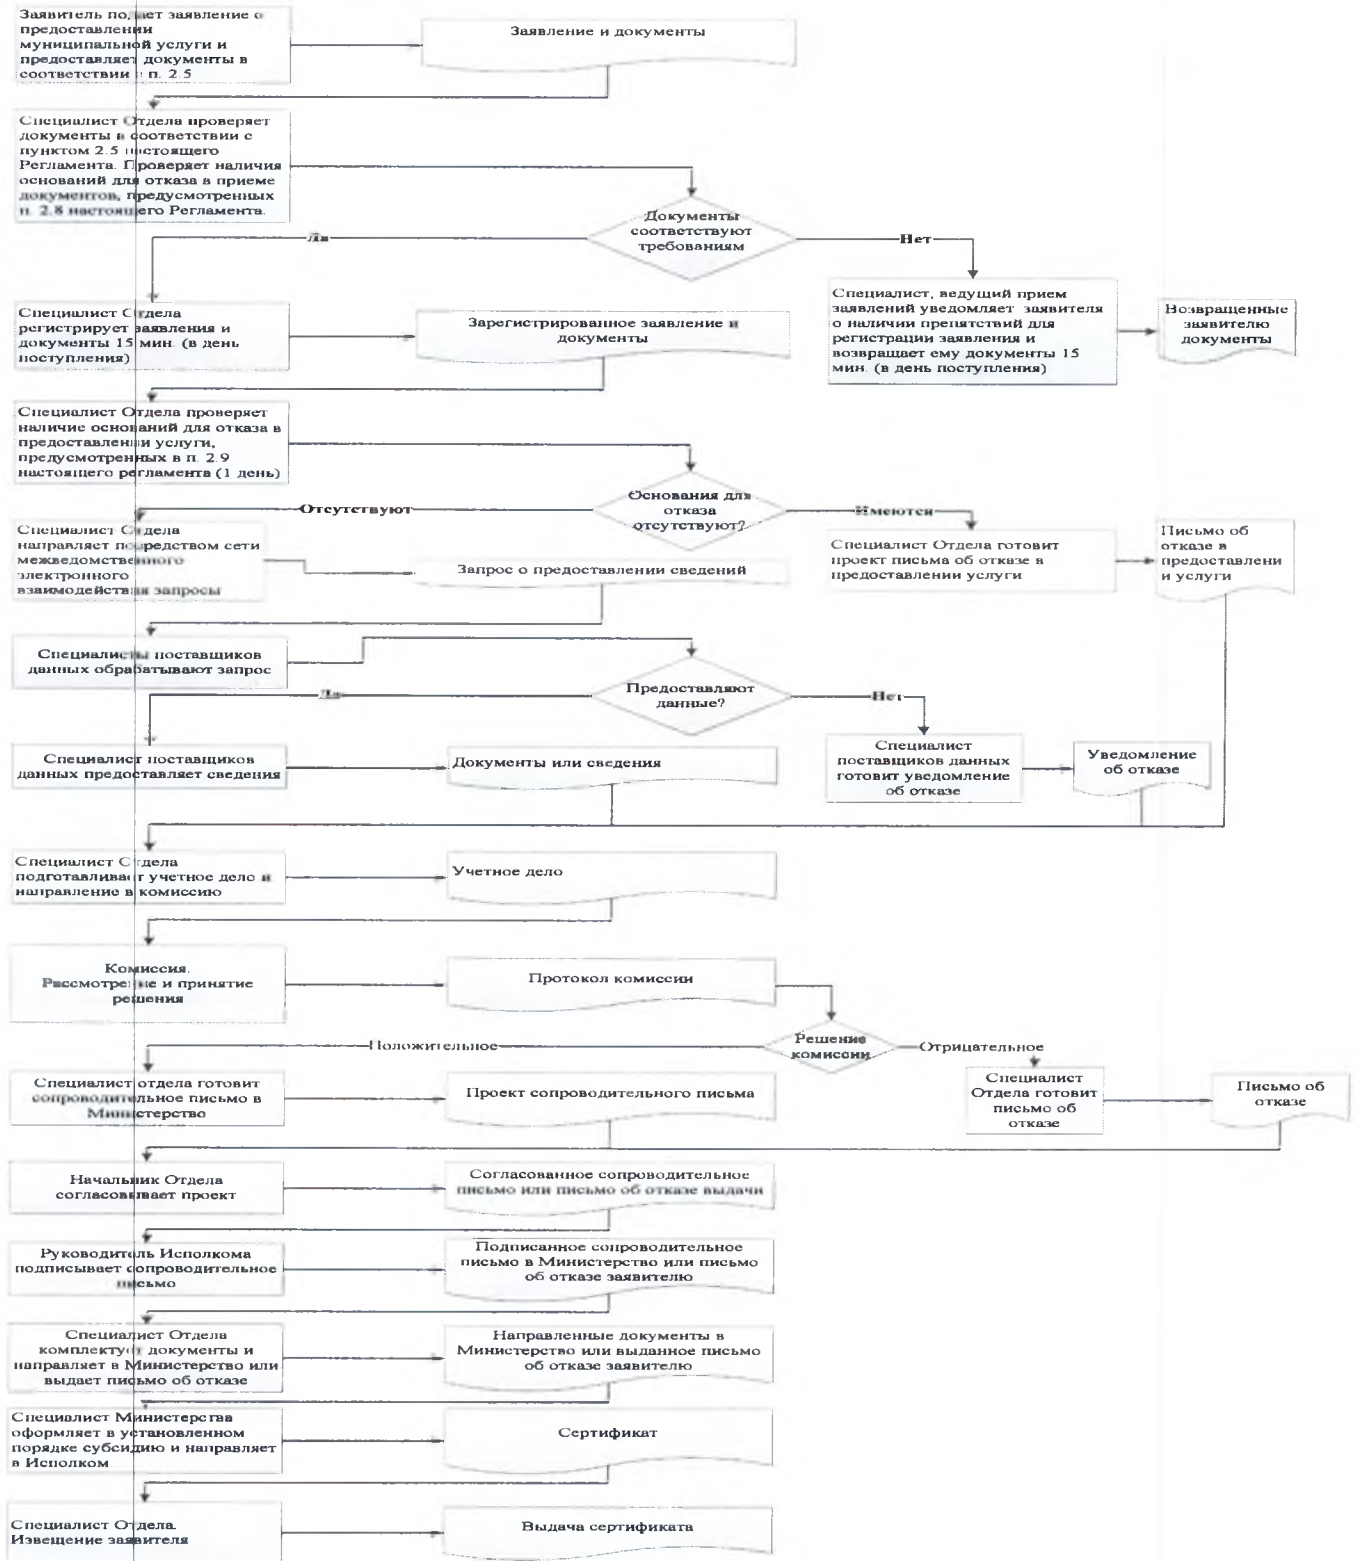 Заявитель подает заявление о
предоставлении
муниципальной услуги и
предоставляет документы в
соответствии с п. 2.5
Заявление и документы
Специалист Отдела проверяет
документы в соответствии с
пунктом 2.5 настоящего
Регламента. Проверяет наличия
оснований для отказа в приеме
документов, предусмотренных
п. 2.8 настоящего Регламента.
Документы
соответствуют
требованиям
Да
Нет
Специалист Отдела
регистрирует заявления и
документы 15 мин. (в день
поступления)
Зарегистрированное заявление и
документы
Специалист, ведущий прием
заявлений уведомляет заявителя
о наличии препятствий для
регистрации заявления и
возвращает ему документы 15
мин. (в день поступления)
Возвращенные
заявителю
документы
Специалист Отдела проверяет
наличие оснований для отказа в
предоставлении услуги,
предусмотренных в п. 2.9
настоящего регламента (1 день)
Основания для
отказа
отсутствуют?
Отсутствуют
Имеются
Специалист Отдела
направляет посредством сети
межведомственного
электронного
взаимодействия запросы
Запрос о предоставлении сведений
Специалист Отдела готовит
проект письма об отказе в
предоставлении услуги
Письмо об
отказе в
предоставлени
и услуги
Специалисты поставщиков
данных обрабатывают запрос
Предоставляют
данные?
Да
Нет
Специалист поставщиков
данных предоставляет сведения
Документы или сведения
Специалист
поставщиков данных
готовит уведомление
об отказе
Уведомление
об отказе
Специалист Отдела
подготавливает учетное дело и
направление в комиссию
Учетное дело
Комиссия.
Рассмотрение и принятие
решения
Протокол комиссии
Решение
комиссии
Положительное
Отрицательное
Специалист отдела готовит
сопроводительное письмо в
Министерство
Проект сопроводительного письма
Специалист
Отдела готовит
письмо об
отказе
Письмо об
отказе
Начальник Отдела
согласовывает проект
Согласованное сопроводительное
письмо или письмо об отказе выдачи
Руководитель Исполкома
подписывает сопроводительное
письмо
Подписанное сопроводительное
письмо в Министерство или письмо
об отказе заявителю
Специалист Отдела
комплектует документы и
направляет в Министерство или
выдает письмо об отказе
Направленные документы в
Министерство или выданное письмо
об отказе заявителю
Специалист Министерства
оформляет в установленном
порядке субсидию и направляет
в Исполком
Сертификат
Специалист Отдела.
Извещение заявителя
Выдача сертификата